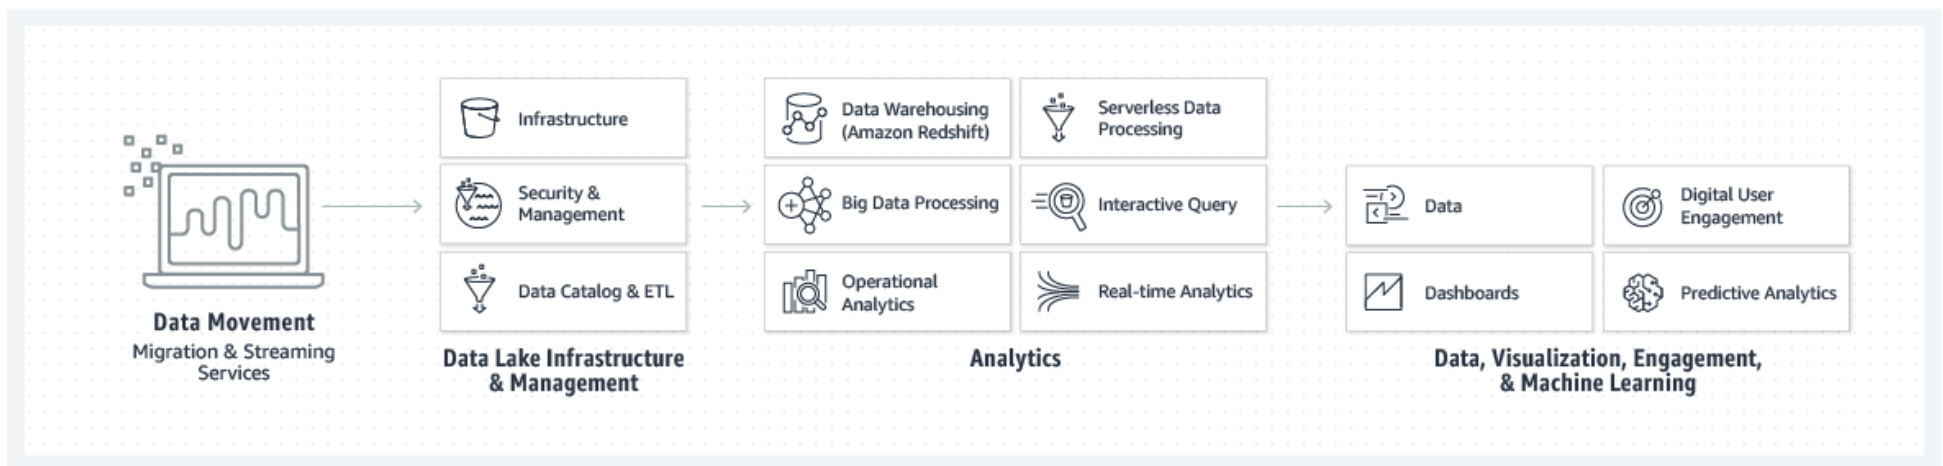 Data Movement
Migration & Streaming
Services
Infrastructure
Security &
Management
Data Catalog & ETL
Data Lake Infrastructure
& Management
Data Warehousing
(Amazon Redshift)
Serverless Data
Processing
Big Data Processing
Interactive Query
Operational
Analytics
Real-time Analytics
Analytics
Data
Digital User
Engagement
Dashboards
Predictive Analytics
Data, Visualization, Engagement,
& Machine Learning